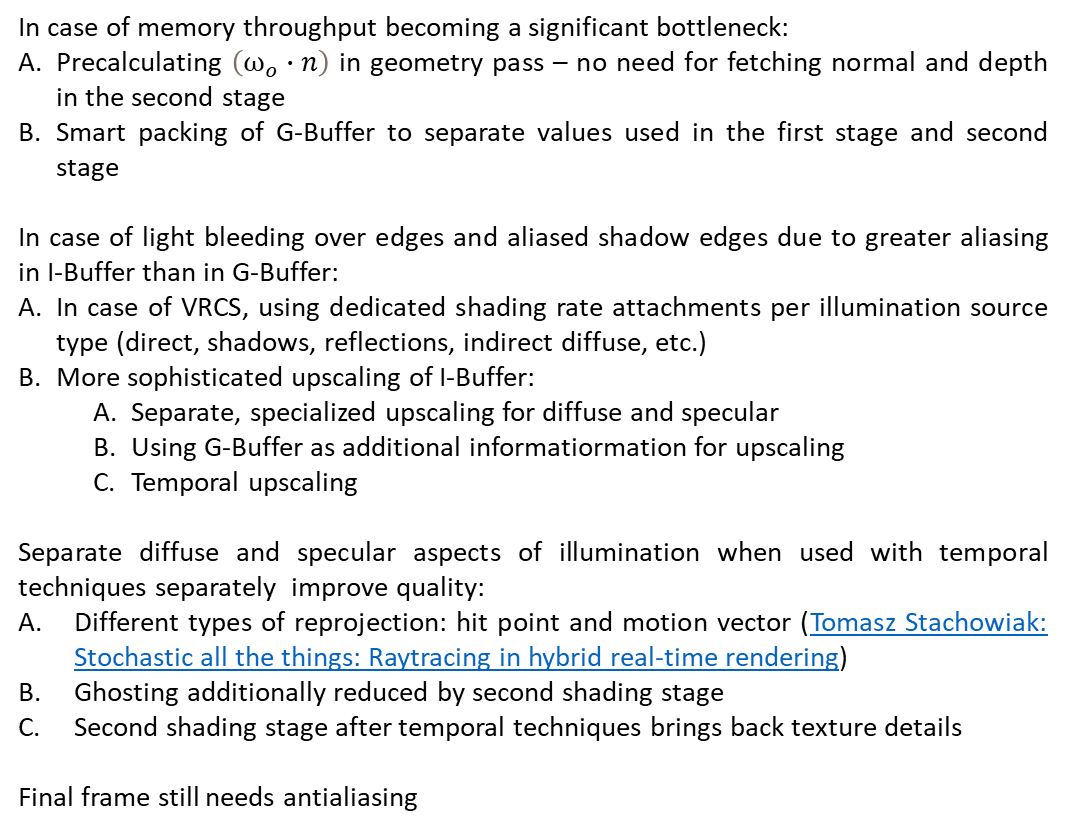 In case of memory throughput becoming a significant bottleneck:
A. Precalculating (ωₒ · n) in geometry pass – no need for fetching normal and depth
in the second stage
B. Smart packing of G-Buffer to separate values used in the first stage and second
stage
In case of light bleeding over edges and aliased shadow edges due to greater aliasing
in I-Buffer than in G-Buffer:
A. In case of VRCS, using dedicated shading rate attachments per illumination source
type (direct, shadows, reflections, indirect diffuse, etc.)
B. More sophisticated upscaling of I-Buffer:
A. Separate, specialized upscaling for diffuse and specular
B. Using G-Buffer as additional informatiormation for upscaling
C. Temporal upscaling
Separate diffuse and specular aspects of illumination when used with temporal
techniques separately improve quality:
A. Different types of reprojection: hit point and motion vector (Tomasz Stachowiak:
Stochastic all the things: Raytracing in hybrid real-time rendering)
B. Ghosting additionally reduced by second shading stage
C. Second shading stage after temporal techniques brings back texture details
Final frame still needs antialiasing